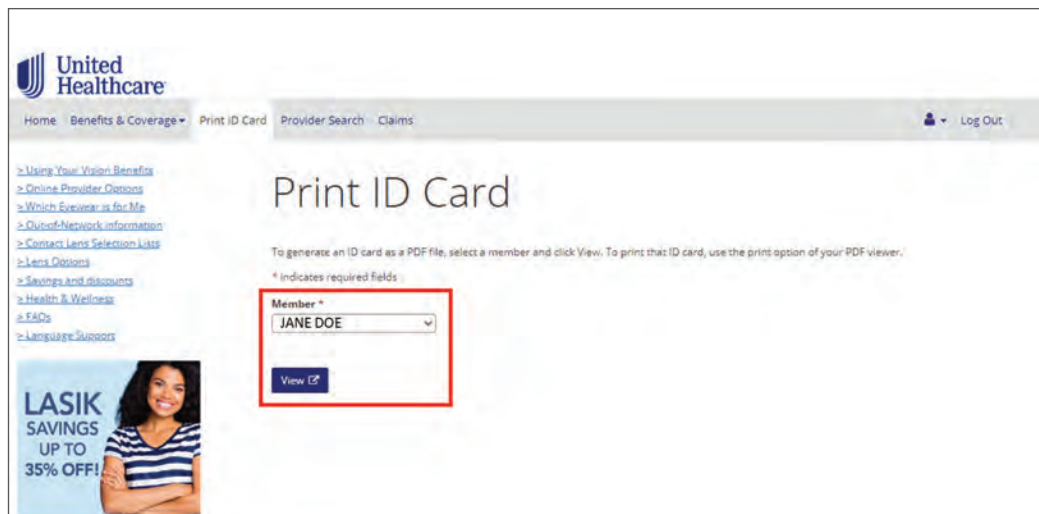 United
Healthcare
Home Benefits & Coverage Print ID Card Provider Search Claims Log Out
> Using Your Vision Benefits
> Online Provider Options
> Which Eyewear is for Me
> Out-of-Network information
> Contact Lens Selection Lists
> Lens Options
> Savings and discounts
> Health & Wellness
> FAQs
> Language Support
Print ID Card
To generate an ID card as a PDF file, select a member and click View. To print that ID card, use the print option of your PDF viewer.
* indicates required fields
Member *
JANE DOE
View
LASIK
SAVINGS
UP TO
35% OFF!